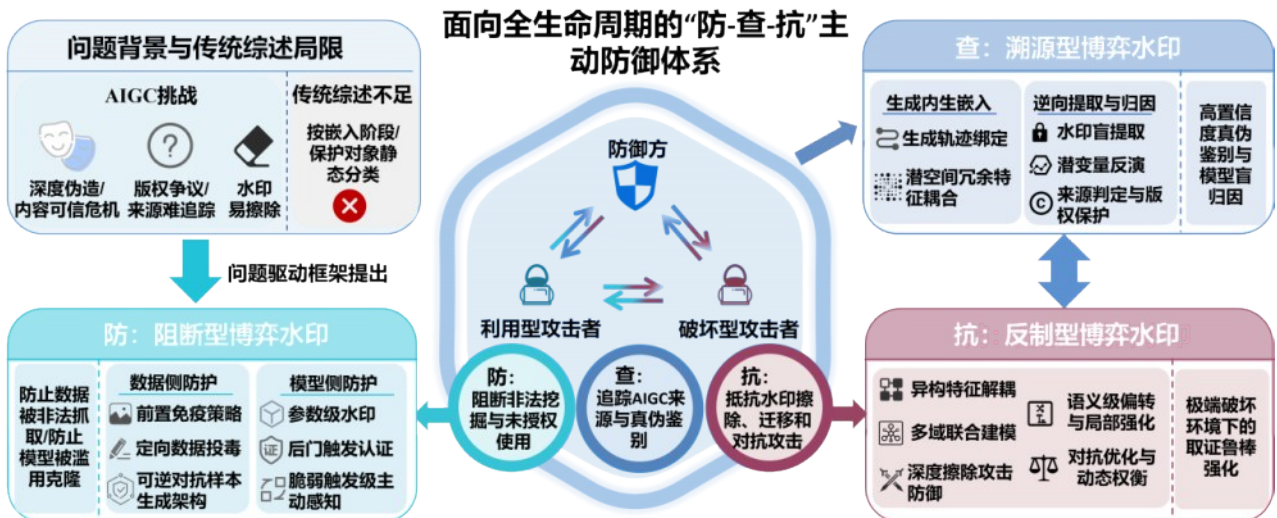 面向全生命周期的“防-查-抗”主
动防御体系
问题背景与传统综述局限
AIGC挑战
深度伪造/
内容可信危机
?
版权争议/
来源难追踪
水印
易擦除
传统综述不足
按嵌入阶段/
保护对象静
态分类
问题驱动框架提出
防：阻断型博弈水印
防止数据
被非法抓
取/防止
模型被滥
用克隆
数据侧防护
前置免疫策略
定向数据投毒
可逆对抗样本
生成架构
模型侧防护
参数级水印
证
后门触发认证
脆弱触发级主
动感知
防御方
利用型攻击者
破坏型攻击者
防：
阻断非法挖
掘与未授权
使用
查：
追踪AIGC来
源与真伪鉴
别
抗：
抵抗水印擦
除、迁移和
对抗攻击
查：溯源型博弈水印
生成内生嵌入
生成轨迹绑定
潜空间冗余特
征耦合
逆向提取与归因
水印盲提取
潜变量反演
C
来源判定与版
权保护
高置信
度真伪
鉴别与
模型盲
归因
抗：反制型博弈水印
异构特征解耦
多域联合建模
深度擦除攻击
防御
语义级偏转
与局部强化
对抗优化与
动态权衡
极端破坏
环境下的
取证鲁棒
强化